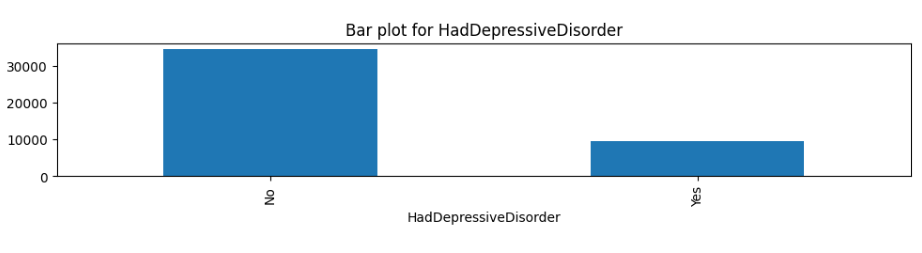 Bar plot for HadDepressiveDisorder
30000
20000
10000
0
No
Yes
HadDepressiveDisorder